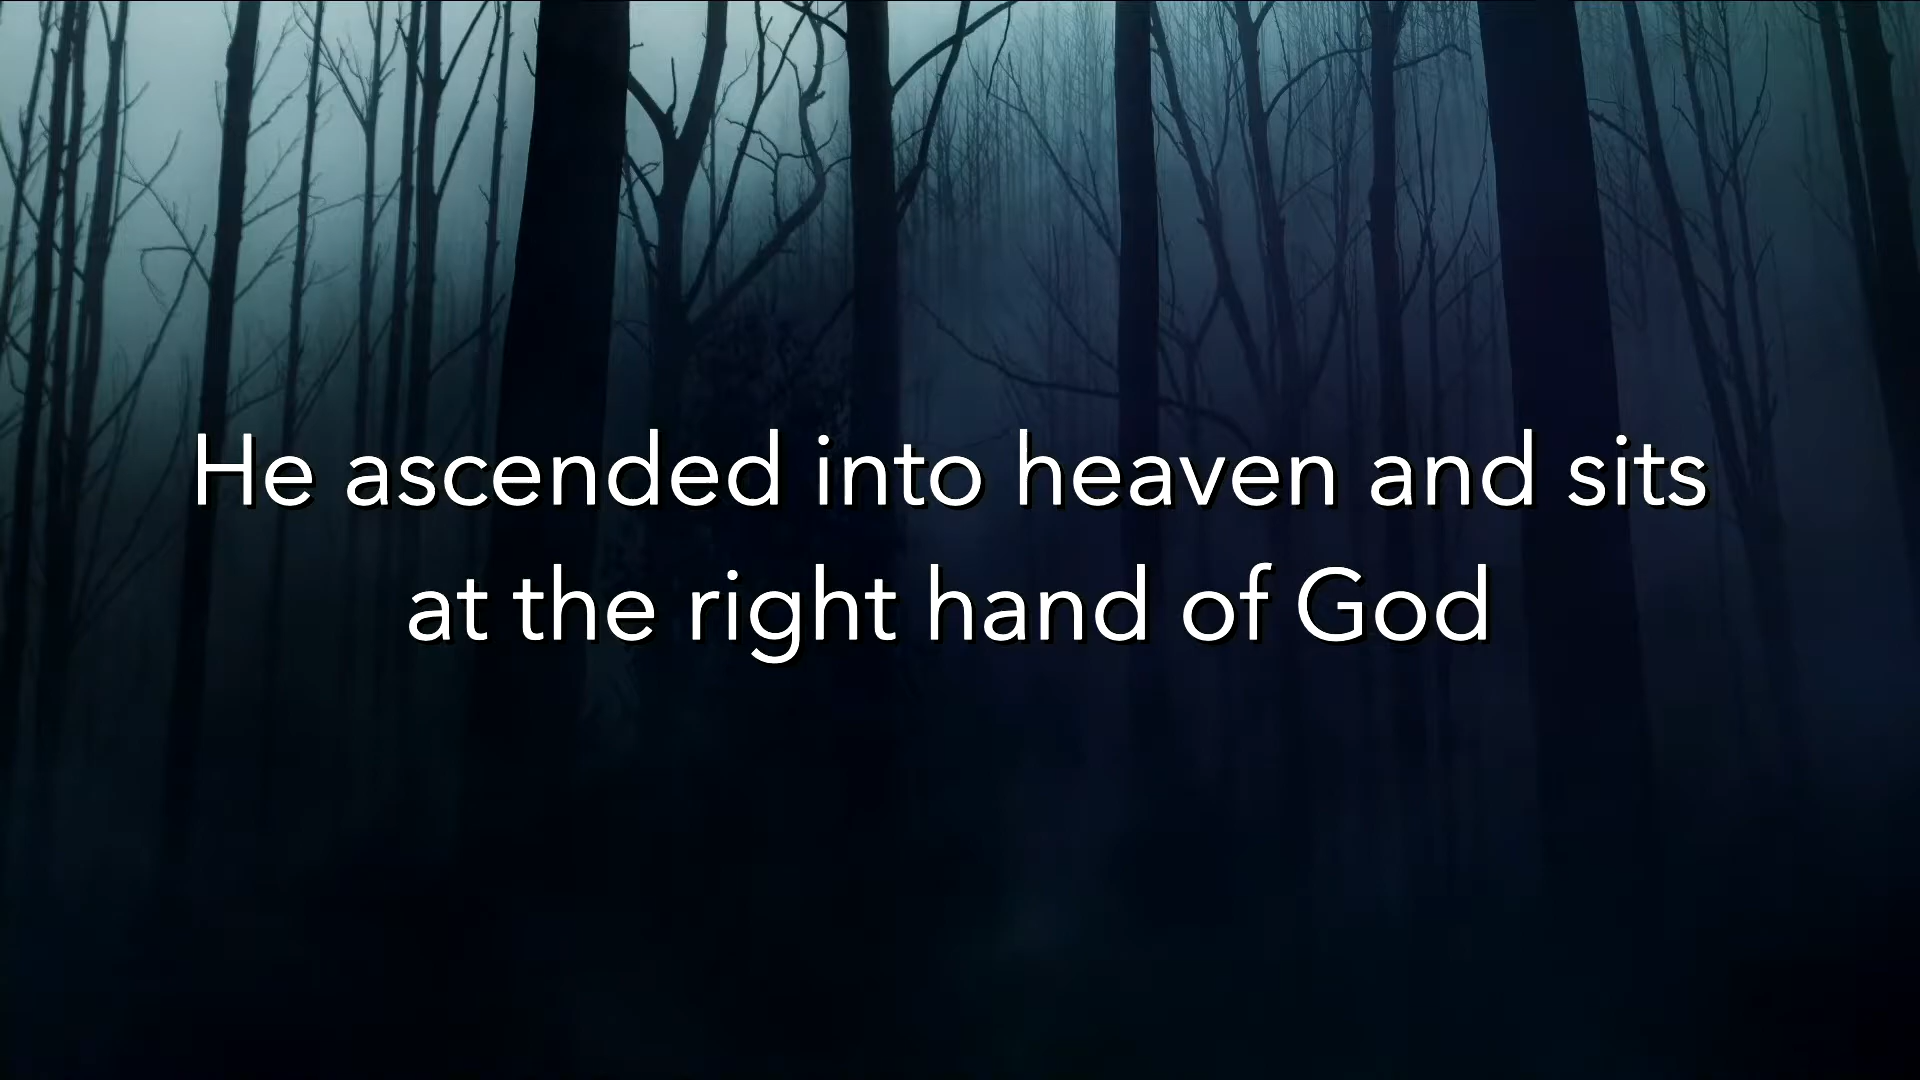 He ascended into heaven and sits
at the right hand of God